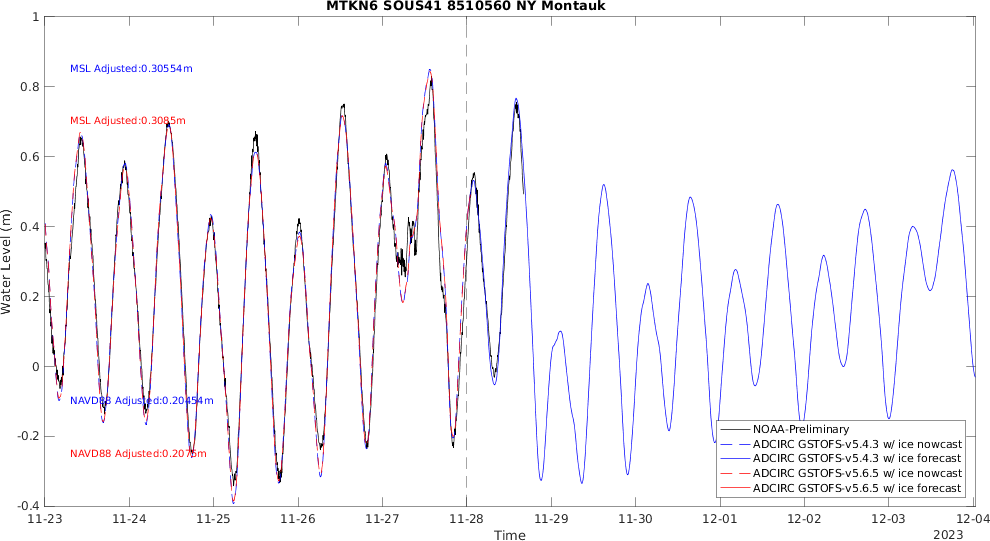 MTKN6 SOUS41 8510560 NY Montauk
1
0.8
0.6
0.4
0.2
0
-0.2
-0.4
Water Level (m)
MSL Adjusted:0.30554m
MSL Adjusted:0.3085m
NAVD88 Adjusted:0.20454m
NAVD88 Adjusted:0.2075m
NOAA-Preliminary
ADCIRC GSTOFS-v5.4.3 w/ ice nowcast
ADCIRC GSTOFS-v5.4.3 w/ ice forecast
ADCIRC GSTOFS-v5.6.5 w/ ice nowcast
ADCIRC GSTOFS-v5.6.5 w/ ice forecast
11-23 11-24 11-25 11-26 11-27 11-28 11-29 11-30 12-01 12-02 12-03 12-04
Time
2023